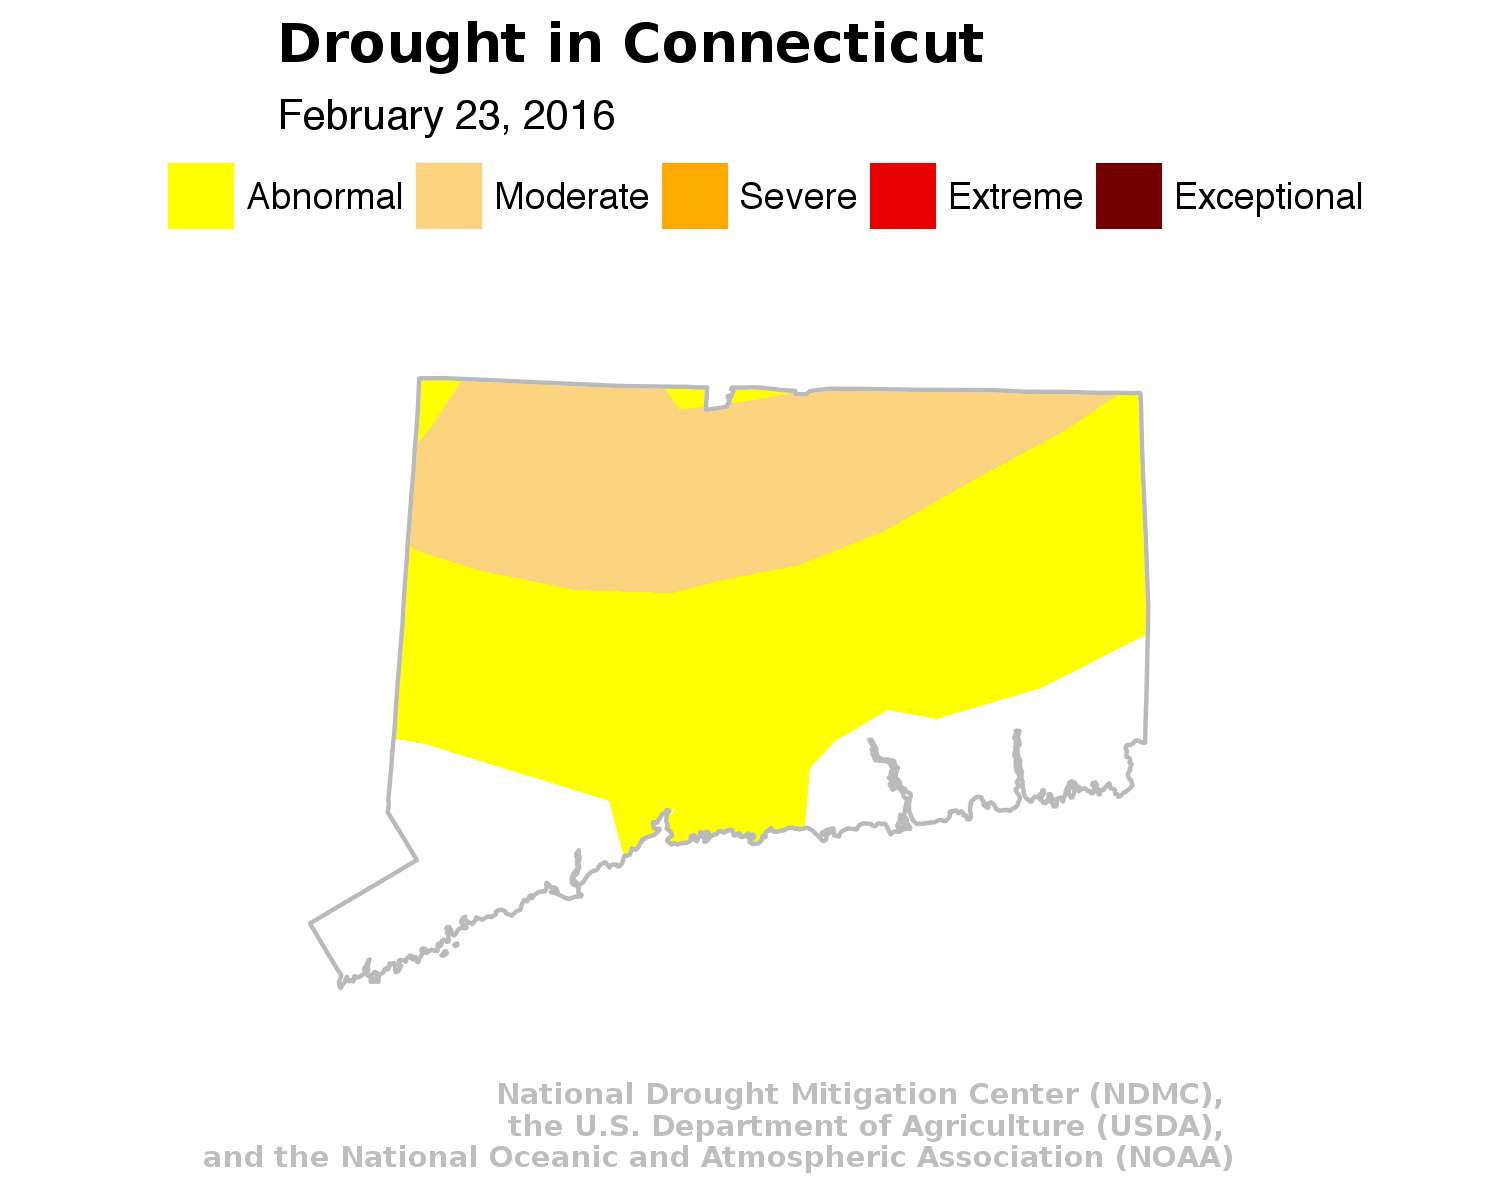 Drought in Connecticut
February 23, 2016
Abnormal Moderate Severe Extreme Exceptional
National Drought Mitigation Center (NDMC),
the U.S. Department of Agriculture (USDA),
and the National Oceanic and Atmospheric Association (NOAA)